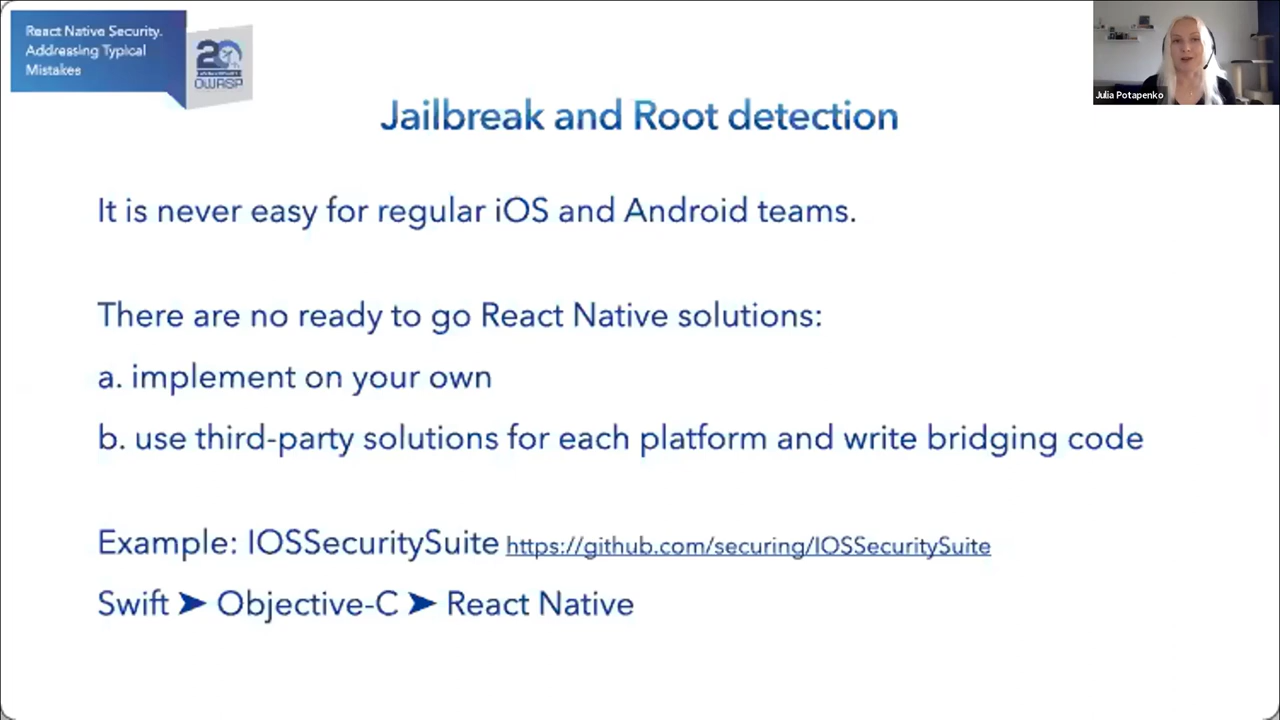 React Native Security.
Addressing Typical
Mistakes
20
OWASP
Julia Potapenko
Jailbreak and Root detection
It is never easy for regular iOS and Android teams.
There are no ready to go React Native solutions:
a. implement on your own
b. use third-party solutions for each platform and write bridging code
Example: IOSSecuritySuite https://github.com/securing/IOSSecuritySuite
Swift ➤ Objective-C ➤ React Native